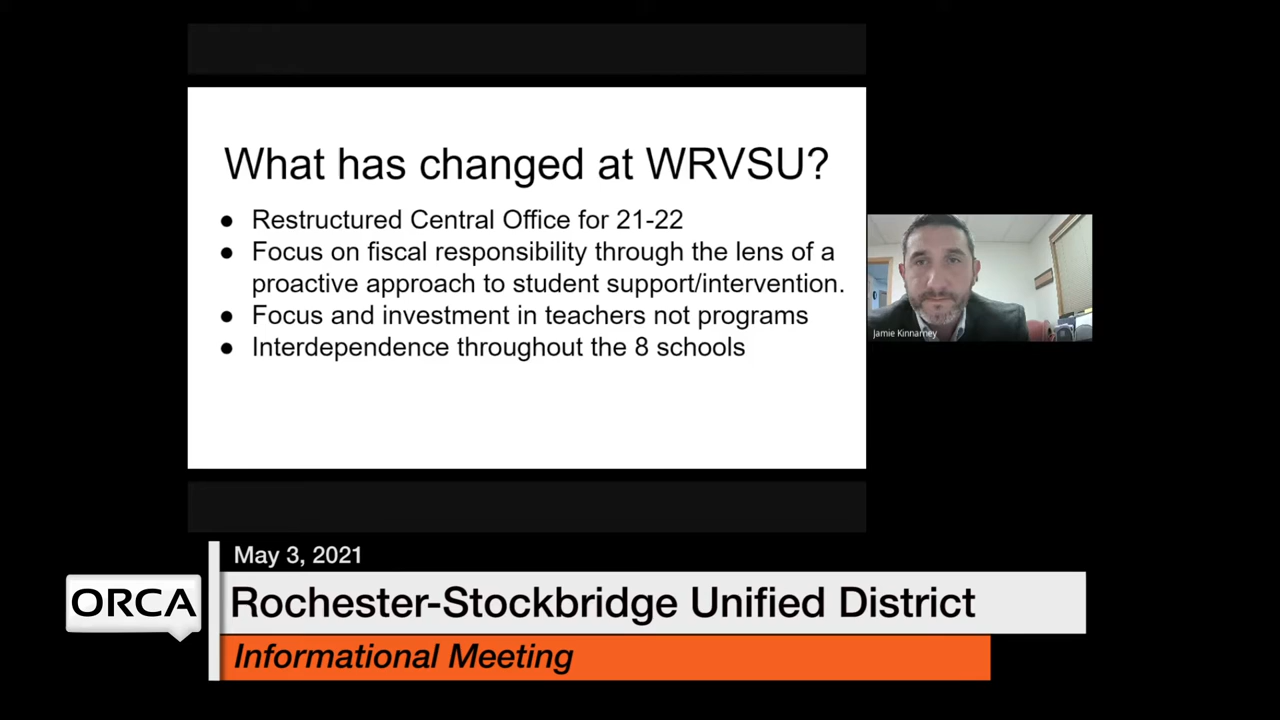 What has changed at WRVSU?
● Restructured Central Office for 21-22
● Focus on fiscal responsibility through the lens of a
proactive approach to student support/intervention.
● Focus and investment in teachers not programs
● Interdependence throughout the 8 schools
Jamie Kinnarney
May 3, 2021
ORCA
Rochester-Stockbridge Unified District
Informational Meeting